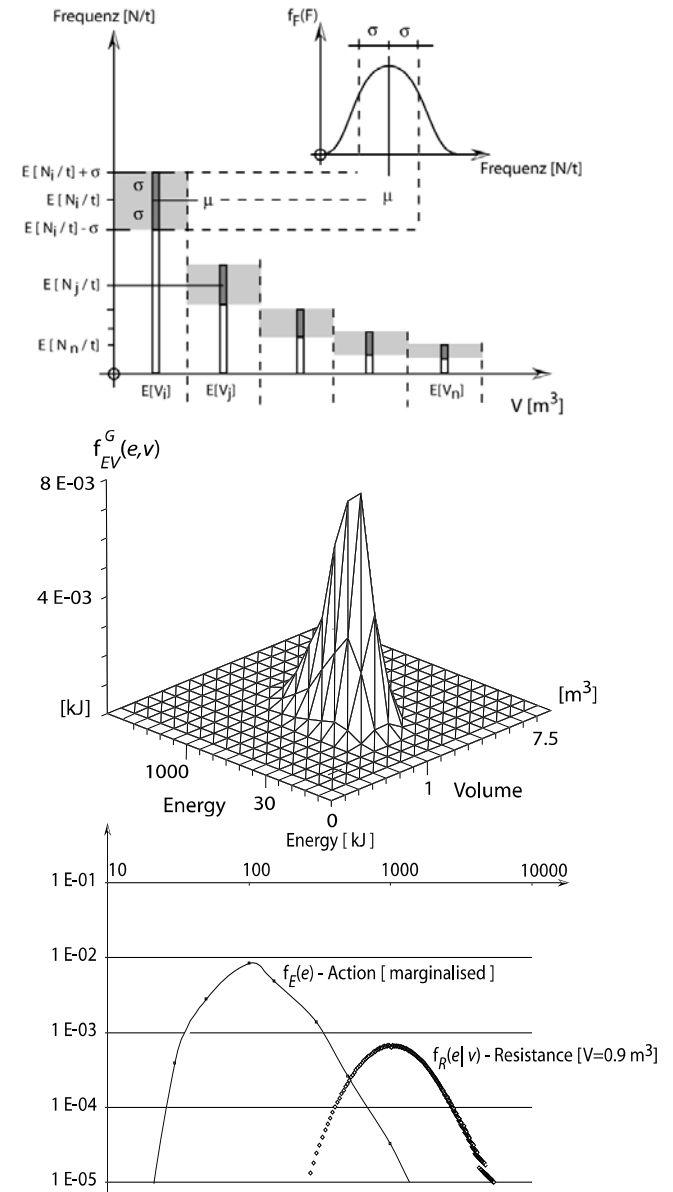 Frequenz [N/t]
f_F(F)
σ σ
Frequenz [N/t]
μ
E[N_i/t]+σ
σ
E[N_i/t]
μ
σ
E[N_i/t]-σ
E[N_j/t]
E[N_n/t]
E[V_i] E[V_j] E[V_n]
V [m³]
f_EV^G(e,v)
8 E-03
4 E-03
[kJ]
[m³]
7.5
1000
1
Volume
Energy
30
0
Energy [ kJ ]
10 100 1000 10000
1 E-01
1 E-02
f_E(e) - Action [ marginalised ]
1 E-03
f_R(e|v) - Resistance [V=0.9 m³]
1 E-04
1 E-05